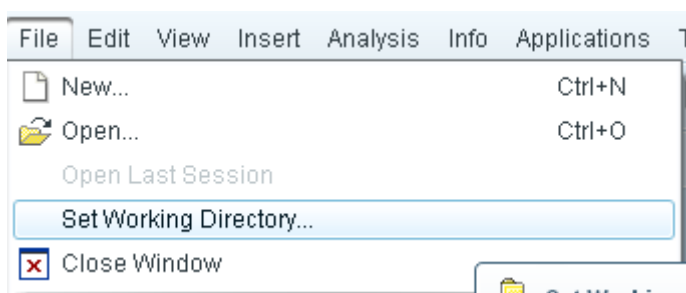 File Edit View Insert Analysis Info Applications
New... Ctrl+N
Open... Ctrl+O
Open Last Session
Set Working Directory...
Close Window